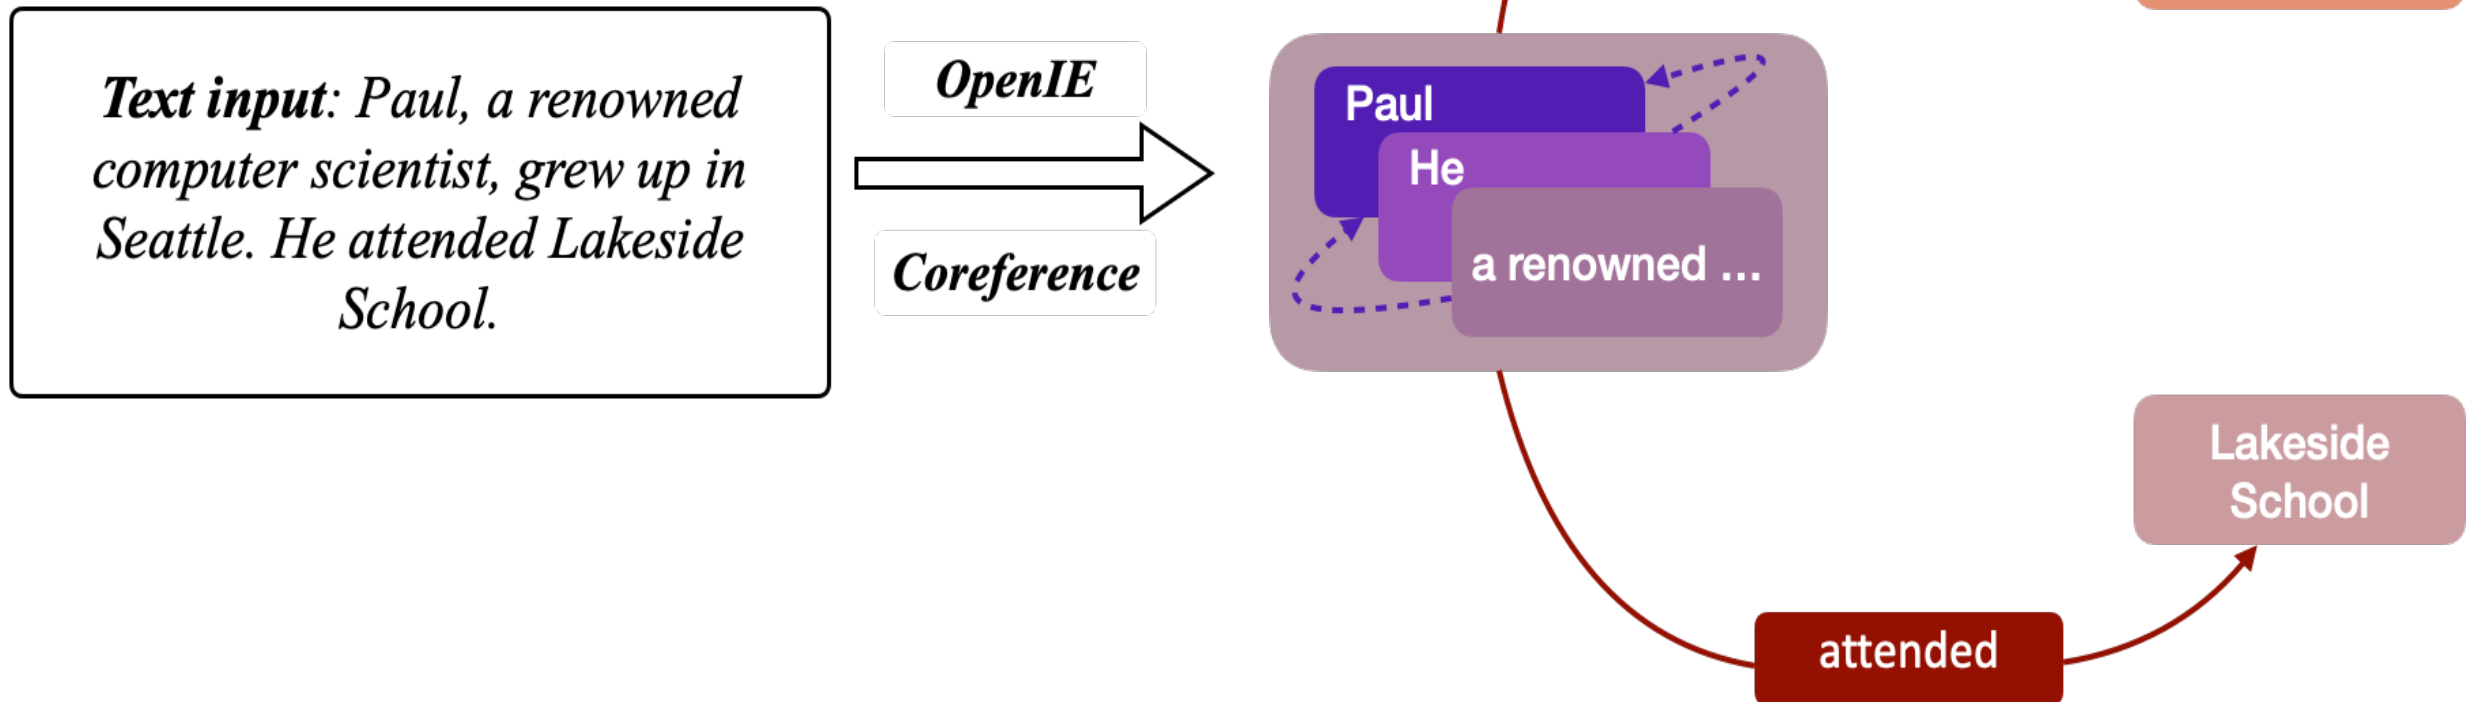 Text input: Paul, a renowned
computer scientist, grew up in
Seattle. He attended Lakeside
School.
OpenIE
Coreference
Paul
He
a renowned ...
Lakeside
School
attended